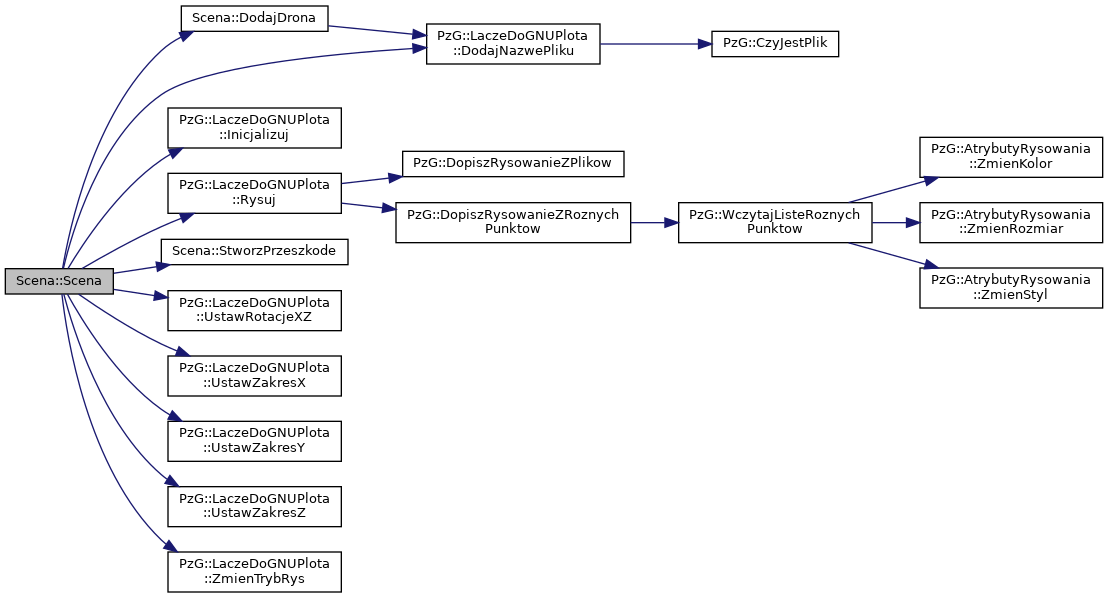 Scena::Scena
Scena::DodajDrona
PzG::LaczeDoGNUPlota
::DodajNazwePliku
PzG::CzyJestPlik
PzG::LaczeDoGNUPlota
::Inicjalizuj
PzG::LaczeDoGNUPlota
::Rysuj
PzG::DopiszRysowanieZPlikow
PzG::DopiszRysowanieZRoznych
Punktow
PzG::WczytajListeRoznych
Punktow
PzG::AtrybutyRysowania
::ZmienKolor
PzG::AtrybutyRysowania
::ZmienRozmiar
PzG::AtrybutyRysowania
::ZmienStyl
Scena::StworzPrzeszkode
PzG::LaczeDoGNUPlota
::UstawRotacjeXZ
PzG::LaczeDoGNUPlota
::UstawZakresX
PzG::LaczeDoGNUPlota
::UstawZakresY
PzG::LaczeDoGNUPlota
::UstawZakresZ
PzG::LaczeDoGNUPlota
::ZmienTrybRys